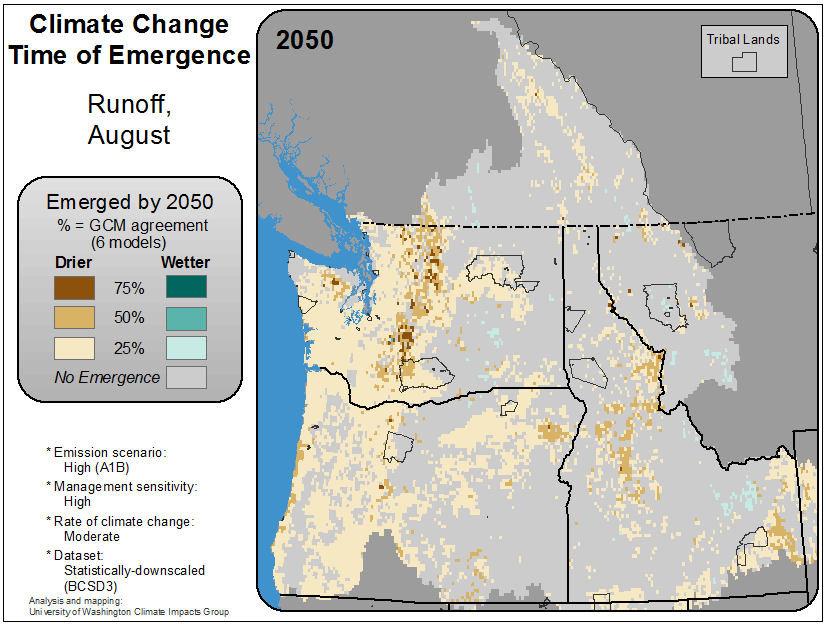 Climate Change
Time of Emergence
Runoff,
August
Emerged by 2050
% = GCM agreement
(6 models)
Drier Wetter
75%
50%
25%
No Emergence
* Emission scenario:
High (A1B)
* Management sensitivity:
High
* Rate of climate change:
Moderate
* Dataset:
Statistically-downscaled
(BCSD3)
Analysis and mapping:
University of Washington Climate Impacts Group
2050
Tribal Lands